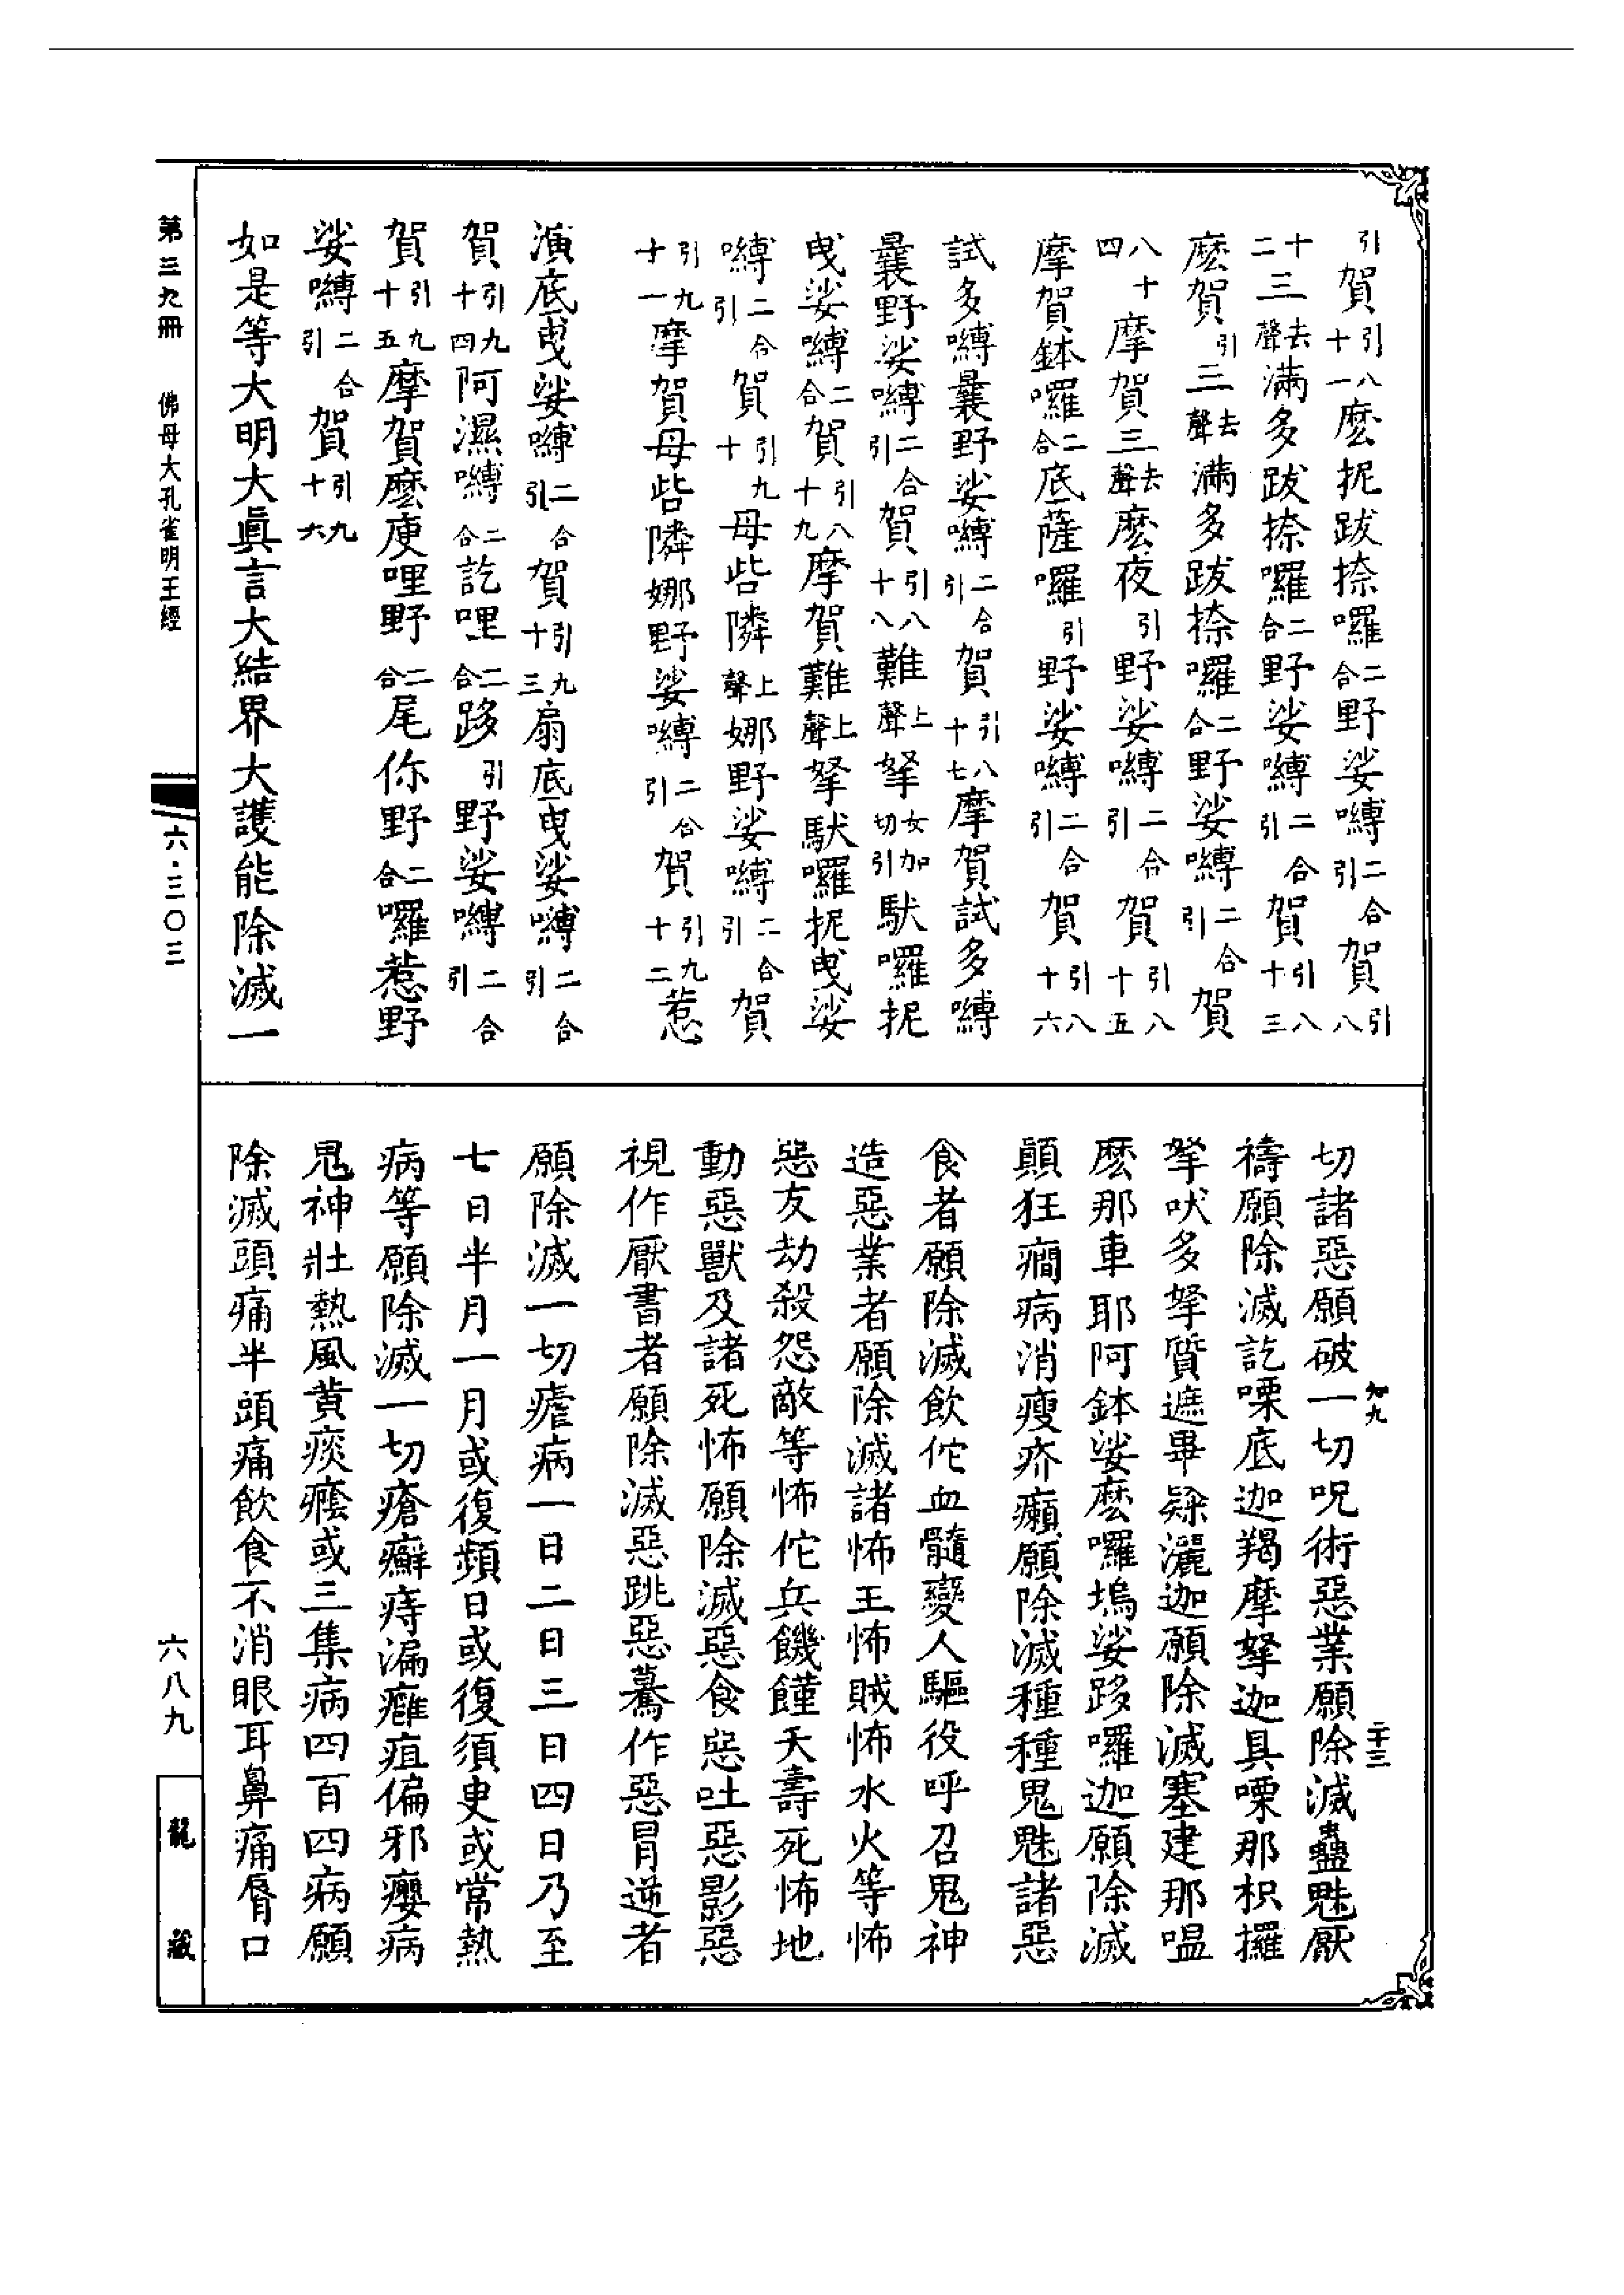 引賀引八十一麽抳跋捺囉二合野娑嚩二合引賀引八
十二三去聲滿多跋捺囉二合野娑嚩二合引賀引八十三
麽賀引三去聲滿多跋捺囉二合野娑嚩二合引賀
八十四摩賀三去聲麽夜引野娑嚩二合引賀引八十五
摩賀鉢囉二合底薩囉引野娑嚩二合引賀引八十六
試多嚩曩野娑嚩二合引賀引八十七摩賀試多嚩
曩野娑嚩二合引賀引八十八難上聲拏女加切引馱囉抳
曳娑嚩二合賀引八十九摩賀難上聲拏馱囉抳曳娑
嚩二合引賀引九十母呰隣上聲娜野娑嚩二合引賀
引九十一摩賀母呰隣娜野娑嚩二合引賀引九十二惹
演底曳娑嚩二合引賀引九十三扇底曳娑嚩二合引
賀引九十四阿濕嚩二合訖哩二合跢引野娑嚩二合引
賀引九十五摩賀麽庾哩野二合尾你野二合囉惹野
娑嚩二合引賀引九十六
如是等大明大眞言大結界大護能除滅一
切諸惡願破一切呪術惡業願除滅蠱魅厭
禱願除滅訖㗚底迦羯摩拏迦具㗚那枳攞
拏吠多拏質遮畢隸灑迦願除滅塞建那嗢
麽那車耶阿鉢娑麽囉塢娑跢囉迦願除滅
顛狂癎病消瘦疥癩願除滅種種鬼魅諸惡
食者願除滅飲佗血髓變人驅役呼召鬼神
造惡業者願除滅諸怖王怖賊怖水火等怖
惡友劫殺怨敵等怖佗兵饑饉夭壽死怖地
動惡獸及諸死怖願除滅惡食惡吐惡影惡
視作厭書者願除滅惡跳惡驀作惡冒逆者
願除滅一切瘧病一日二日三日四日乃至
七日半月一月或復頻日或復須臾或常熱
病等願除滅一切瘡癬痔漏癰疽偏邪癭病
鬼神壯熱風黄痰癊或三集病四百四病願
除滅頭痛半頭痛飲食不消眼耳鼻痛脣口
知九
二十三
第三九冊
佛母大孔雀明王經
六·三〇三
六八九
龍藏